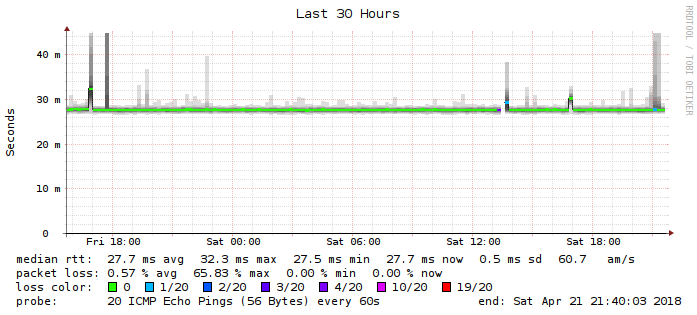 Last 30 Hours
RRDTOOL / TOBI OETIKER
Seconds
40 m
30 m
20 m
10 m
0
Fri 18:00 Sat 00:00 Sat 06:00 Sat 12:00 Sat 18:00
median rtt: 27.7 ms avg 32.3 ms max 27.5 ms min 27.7 ms now 0.5 ms sd 60.7 am/s
packet loss: 0.57 % avg 65.83 % max 0.00 % min 0.00 % now
loss color: 0 1/20 2/20 3/20 4/20 10/20 19/20
probe: 20 ICMP Echo Pings (56 Bytes) every 60s end: Sat Apr 21 21:40:03 2018